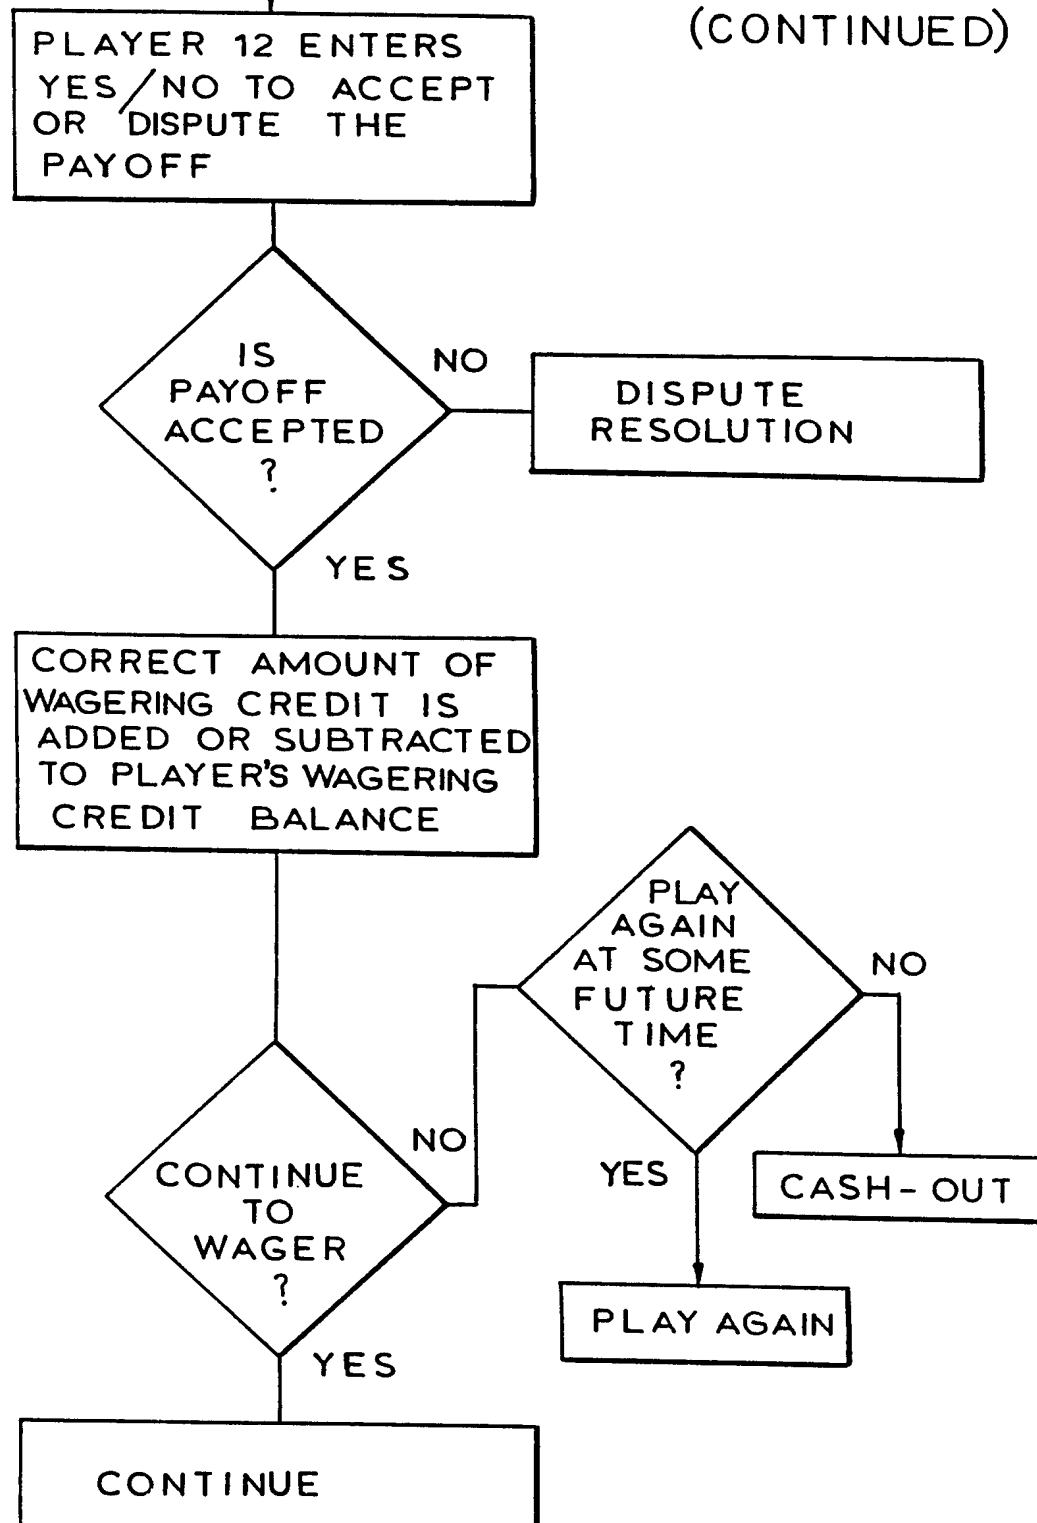 (CONTINUED)
PLAYER 12 ENTERS
YES/NO TO ACCEPT
OR DISPUTE THE
PAYOFF
IS
PAYOFF
ACCEPTED
?
NO
DISPUTE
RESOLUTION
YES
CORRECT AMOUNT OF
WAGERING CREDIT IS
ADDED OR SUBTRACTED
TO PLAYER'S WAGERING
CREDIT BALANCE
PLAY
AGAIN
AT SOME
FUTURE
TIME
?
NO
NO
CONTINUE
TO
WAGER
?
YES
CASH-OUT
PLAY AGAIN
YES
CONTINUE